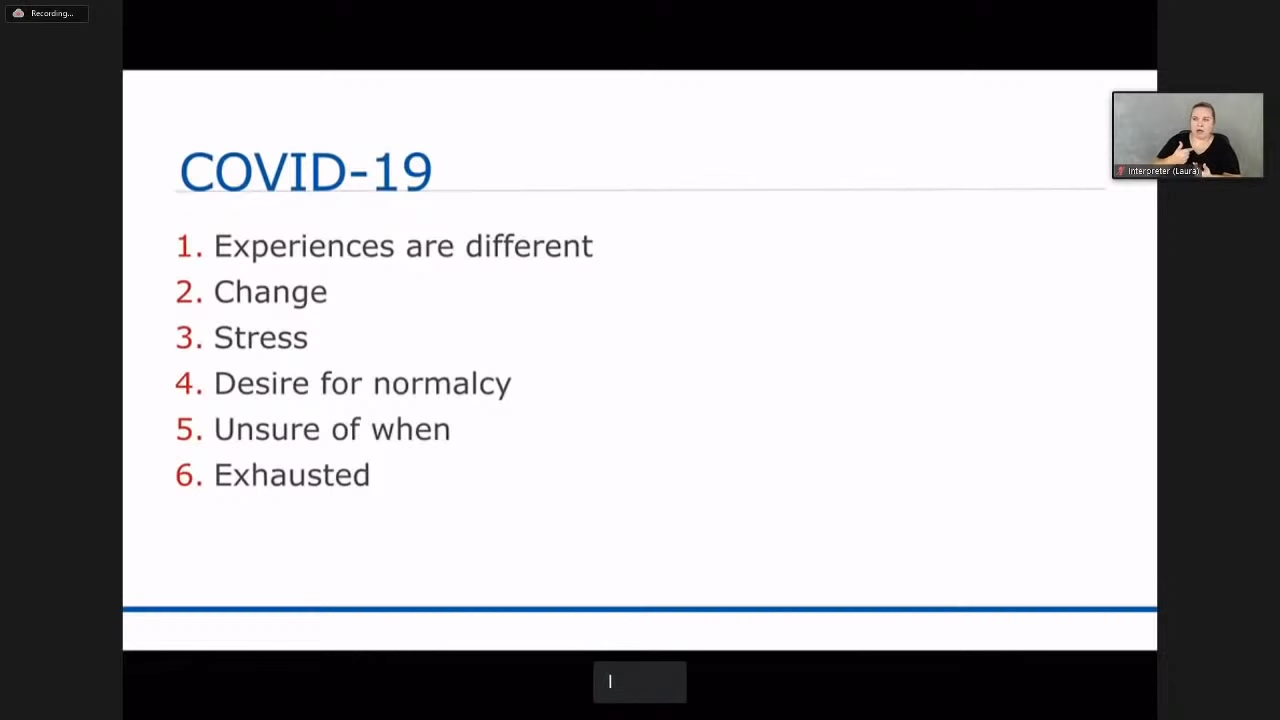 Recording...
COVID-19
Interpreter (Laura)
1. Experiences are different
2. Change
3. Stress
4. Desire for normalcy
5. Unsure of when
6. Exhausted
I